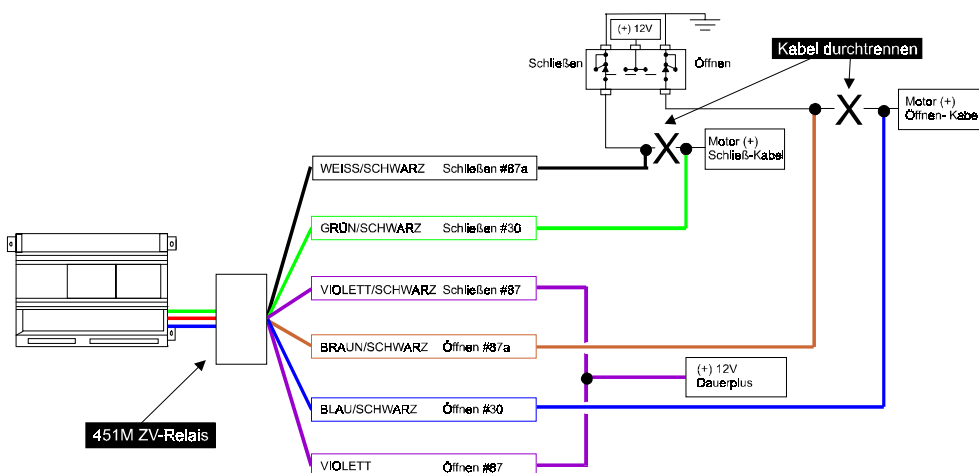 (+) 12V
Kabel durchtrennen
Schließen
Öffnen
Motor (+)
Öffnen- Kabel
X
X
Motor (+)
Schließ-Kabel
WEISS/SCHWARZ Schließen #87a
GRÜN/SCHWARZ Schließen #30
VIOLETT/SCHWARZ Schließen #87
BRAUN/SCHWARZ Öffnen #87a
(+) 12V
Dauerplus
BLAU/SCHWARZ Öffnen #30
451M ZV-Relais
VIOLETT Öffnen #87